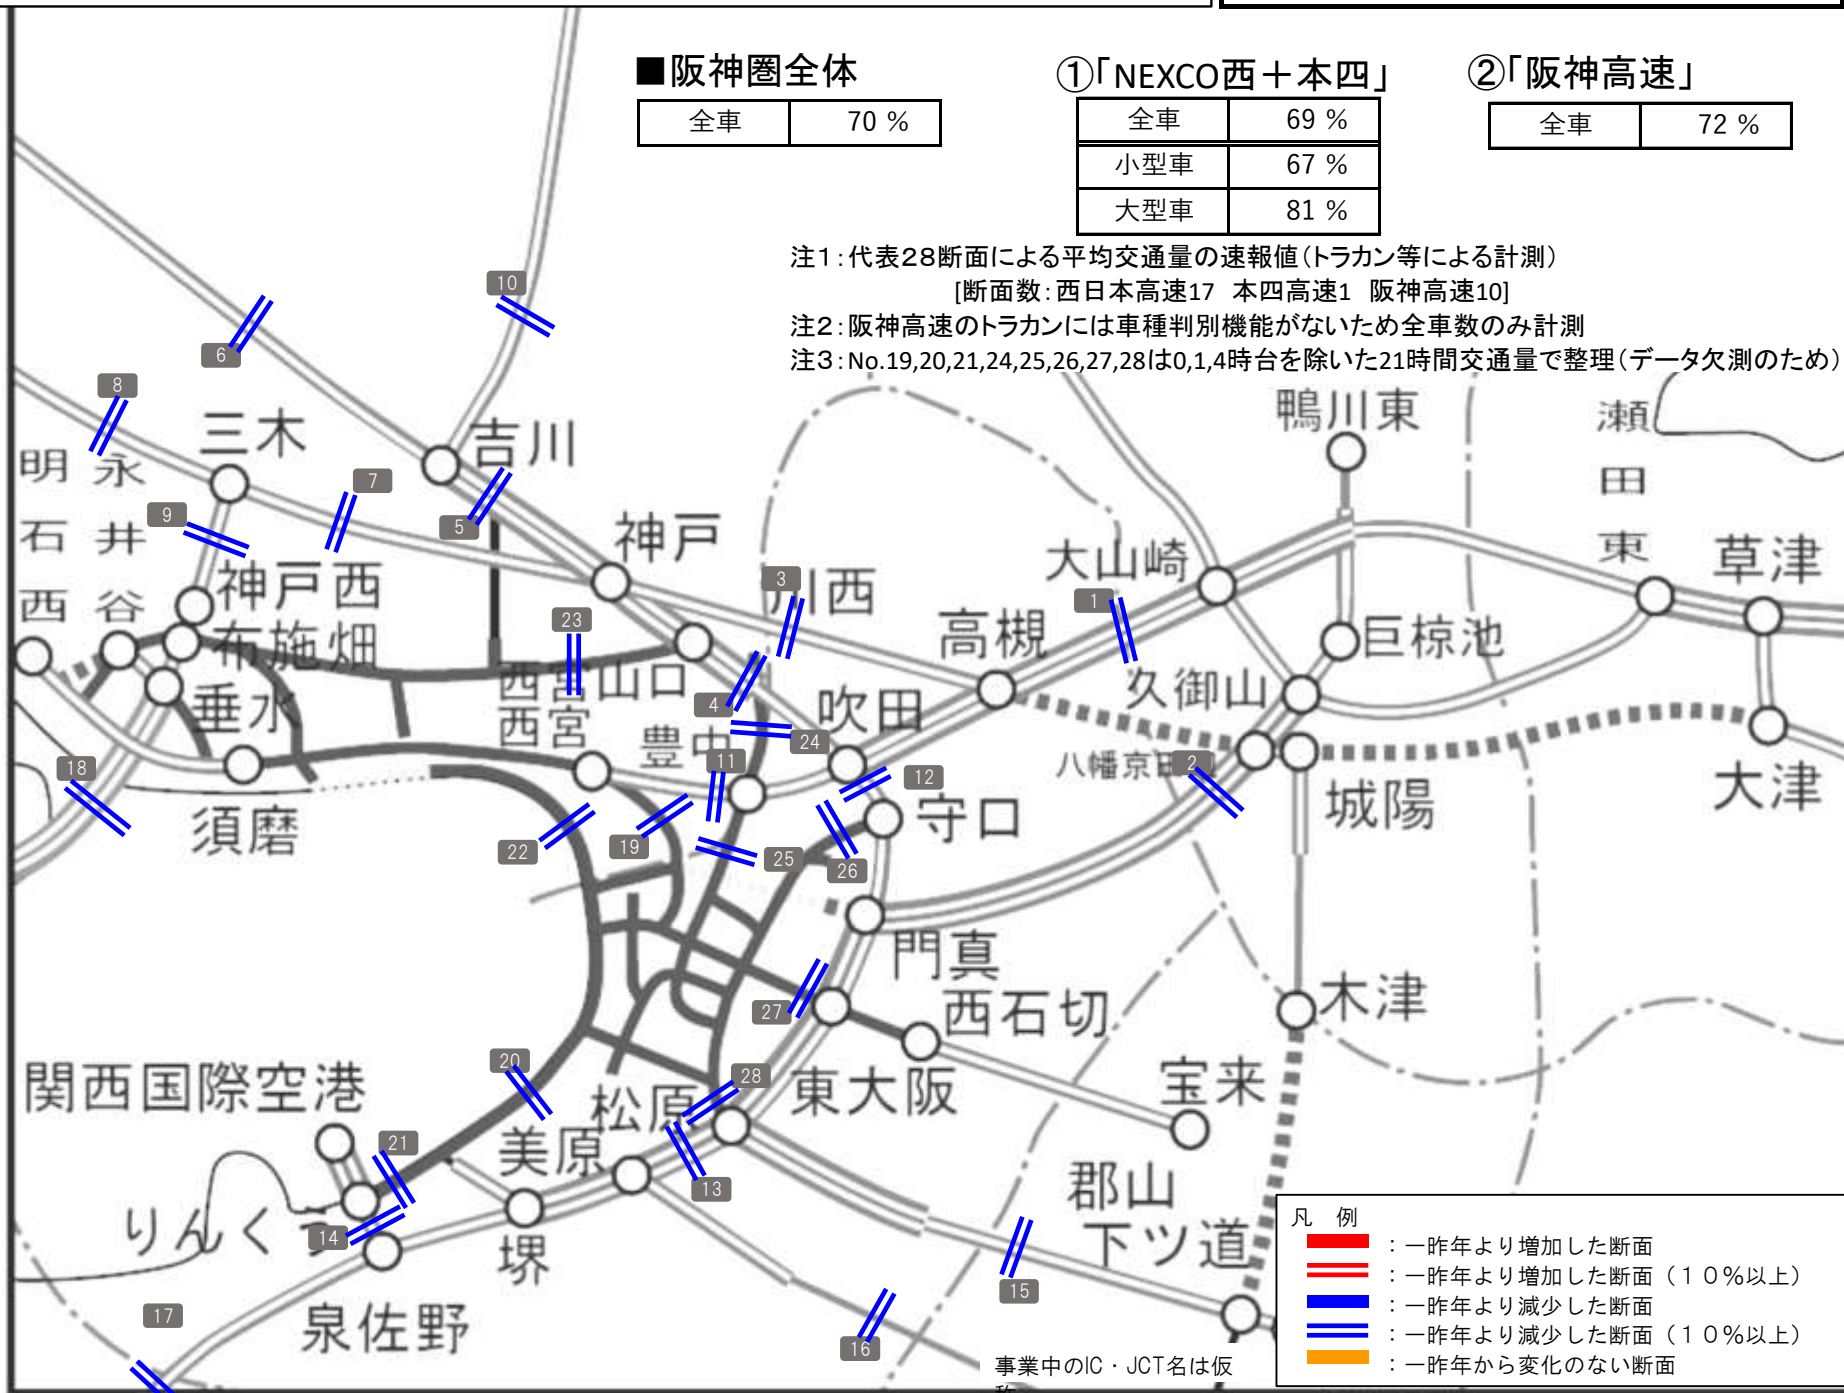 ■阪神圏全体
全車 70 %
①「NEXCO西＋本四」
全車 69 %
小型車 67 %
大型車 81 %
②「阪神高速」
全車 72 %
注１：代表２８断面による平均交通量の速報値（トラカン等による計測）
[断面数：西日本高速17 本四高速1 阪神高速10]
注２：阪神高速のトラカンには車種判別機能がないため全車数のみ計測
注３：No.19,20,21,24,25,26,27,28は0,1,4時台を除いた21時間交通量で整理（データ欠測のため）
10
6
8
三木
吉川
鴨川東
瀬田東
明石西
永井谷
7
9
5
神戸
大山崎
草津
神戸西
3
川西
1
高槻
23
布施畑
巨椋池
西宮山口
久御山
4
垂水
西宮
吹田
豊中
24
11
八幡京田
2
18
12
大津
須磨
守口
城陽
22
19
25
26
門真
27
西石切
木津
20
関西国際空港
28
松原
東大阪
宝来
21
美原
13
郡山下ツ道
りんくう
14
堺
15
17
泉佐野
16
事業中のIC・JCT名は仮
称
凡 例
：一昨年より増加した断面
：一昨年より増加した断面（１０％以上）
：一昨年より減少した断面
：一昨年より減少した断面（１０％以上）
：一昨年から変化のない断面